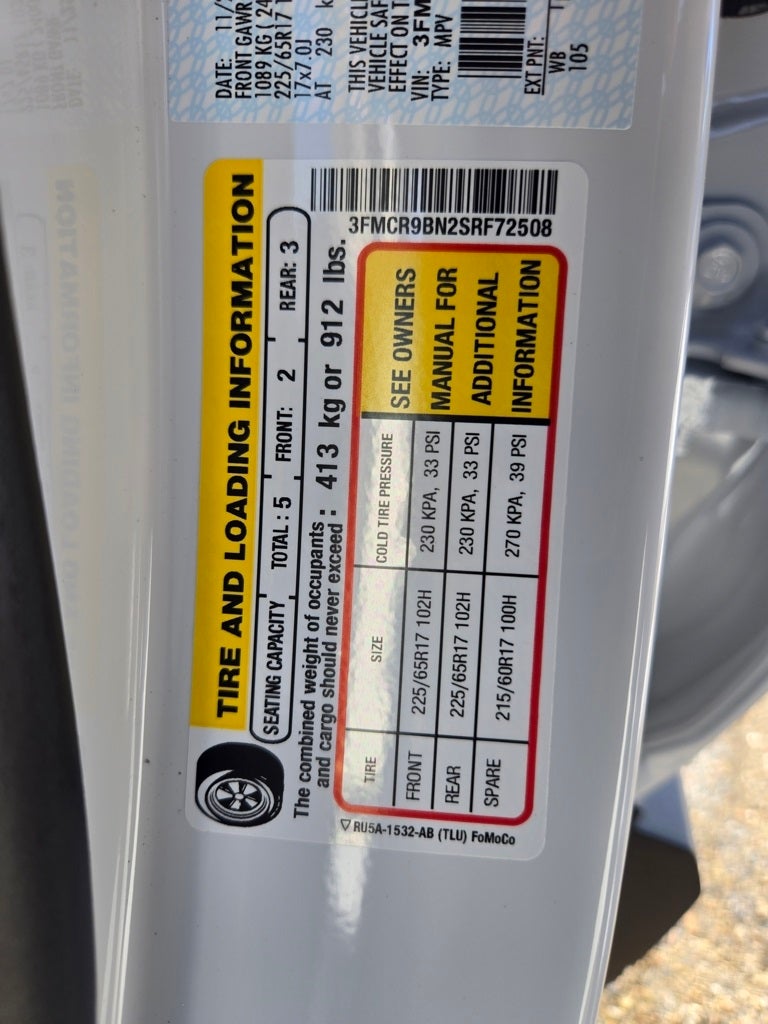 DATE: 11/2
FRONT GAWR
1089 KG ( 24
225/65R17 1
17x7.0J
AT 230 k
THIS VEHICL
VEHICLE SAF
EFFECT ON T
VIN: 3FM
TYPE: MPV
EXT PNT:
WB
105
TIRE AND LOADING INFORMATION
SEATING CAPACITY TOTAL : 5 FRONT: 2 REAR: 3
The combined weight of occupants
and cargo should never exceed : 413 kg or 912 lbs.
3FMCR9BN2SRF72508
TIRE SIZE COLD TIRE PRESSURE
FRONT 225/65R17 102H 230 KPA, 33 PSI
REAR 225/65R17 102H 230 KPA, 33 PSI
SPARE 215/60R17 100H 270 KPA, 39 PSI
SEE OWNERS
MANUAL FOR
ADDITIONAL
INFORMATION
RU5A-1532-AB (TLU) FoMoCo